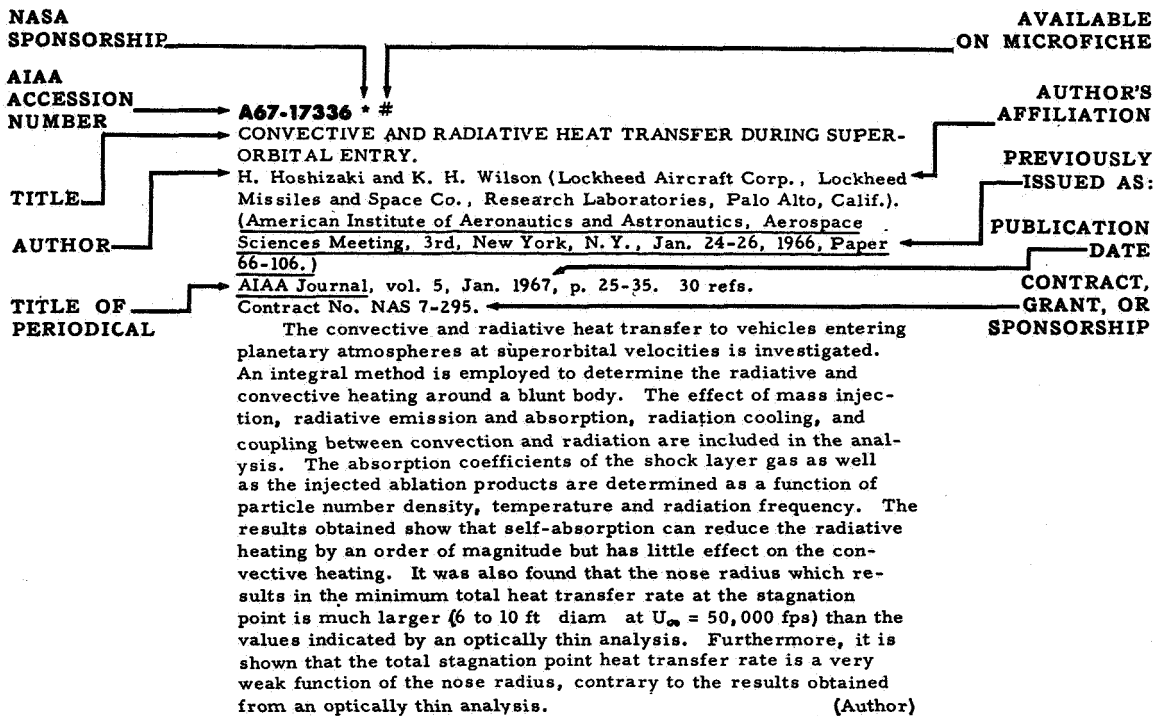 NASA
SPONSORSHIP
AVAILABLE
ON MICROFICHE
AIAA
ACCESSION
NUMBER
AUTHOR'S
AFFILIATION
PREVIOUSLY
ISSUED AS:
TITLE
AUTHOR
PUBLICATION
DATE
TITLE OF
PERIODICAL
CONTRACT,
GRANT, OR
SPONSORSHIP
A67-17336 * #
CONVECTIVE AND RADIATIVE HEAT TRANSFER DURING SUPER-
ORBITAL ENTRY.
H. Hoshizaki and K. H. Wilson (Lockheed Aircraft Corp., Lockheed
Missiles and Space Co., Research Laboratories, Palo Alto, Calif.).
(American Institute of Aeronautics and Astronautics, Aerospace
Sciences Meeting, 3rd, New York, N.Y., Jan. 24-26, 1966, Paper
66-106.)
AIAA Journal, vol. 5, Jan. 1967, p. 25-35. 30 refs.
Contract No. NAS 7-295.
The convective and radiative heat transfer to vehicles entering
planetary atmospheres at superorbital velocities is investigated.
An integral method is employed to determine the radiative and
convective heating around a blunt body. The effect of mass injec-
tion, radiative emission and absorption, radiation cooling, and
coupling between convection and radiation are included in the anal-
ysis. The absorption coefficients of the shock layer gas as well
as the injected ablation products are determined as a function of
particle number density, temperature and radiation frequency. The
results obtained show that self-absorption can reduce the radiative
heating by an order of magnitude but has little effect on the con-
vective heating. It was also found that the nose radius which re-
sults in the minimum total heat transfer rate at the stagnation
point is much larger (6 to 10 ft diam at U∞ = 50,000 fps) than the
values indicated by an optically thin analysis. Furthermore, it is
shown that the total stagnation point heat transfer rate is a very
weak function of the nose radius, contrary to the results obtained
from an optically thin analysis. (Author)